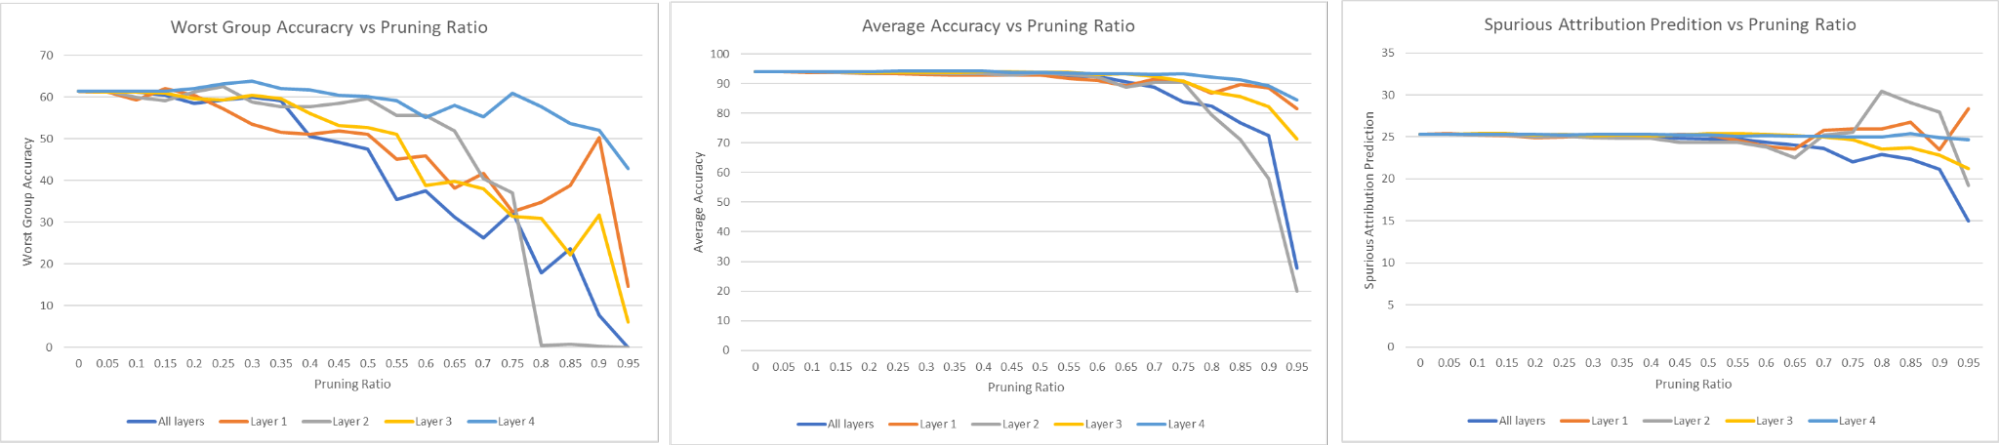 Worst Group Accuracry vs Pruning Ratio
70
60
50
40
30
20
10
0
Worst Group Accuracy
0 0.05 0.1 0.15 0.2 0.25 0.3 0.35 0.4 0.45 0.5 0.55 0.6 0.65 0.7 0.75 0.8 0.85 0.9 0.95
Pruning Ratio
All layers Layer 1 Layer 2 Layer 3 Layer 4
Average Accuracy vs Pruning Ratio
100
90
80
70
60
50
40
30
20
10
0
Average Accuracy
0 0.05 0.1 0.15 0.2 0.25 0.3 0.35 0.4 0.45 0.5 0.55 0.6 0.65 0.7 0.75 0.8 0.85 0.9 0.95
Pruning Ratio
All layers Layer 1 Layer 2 Layer 3 Layer 4
Spurious Attribution Predition vs Pruning Ratio
35
30
25
20
15
10
5
0
Spurious Attribution Prediction
0 0.05 0.1 0.15 0.2 0.25 0.3 0.35 0.4 0.45 0.5 0.55 0.6 0.65 0.7 0.75 0.8 0.85 0.9 0.95
Pruning Ratio
All layers Layer 1 Layer 2 Layer 3 Layer 4